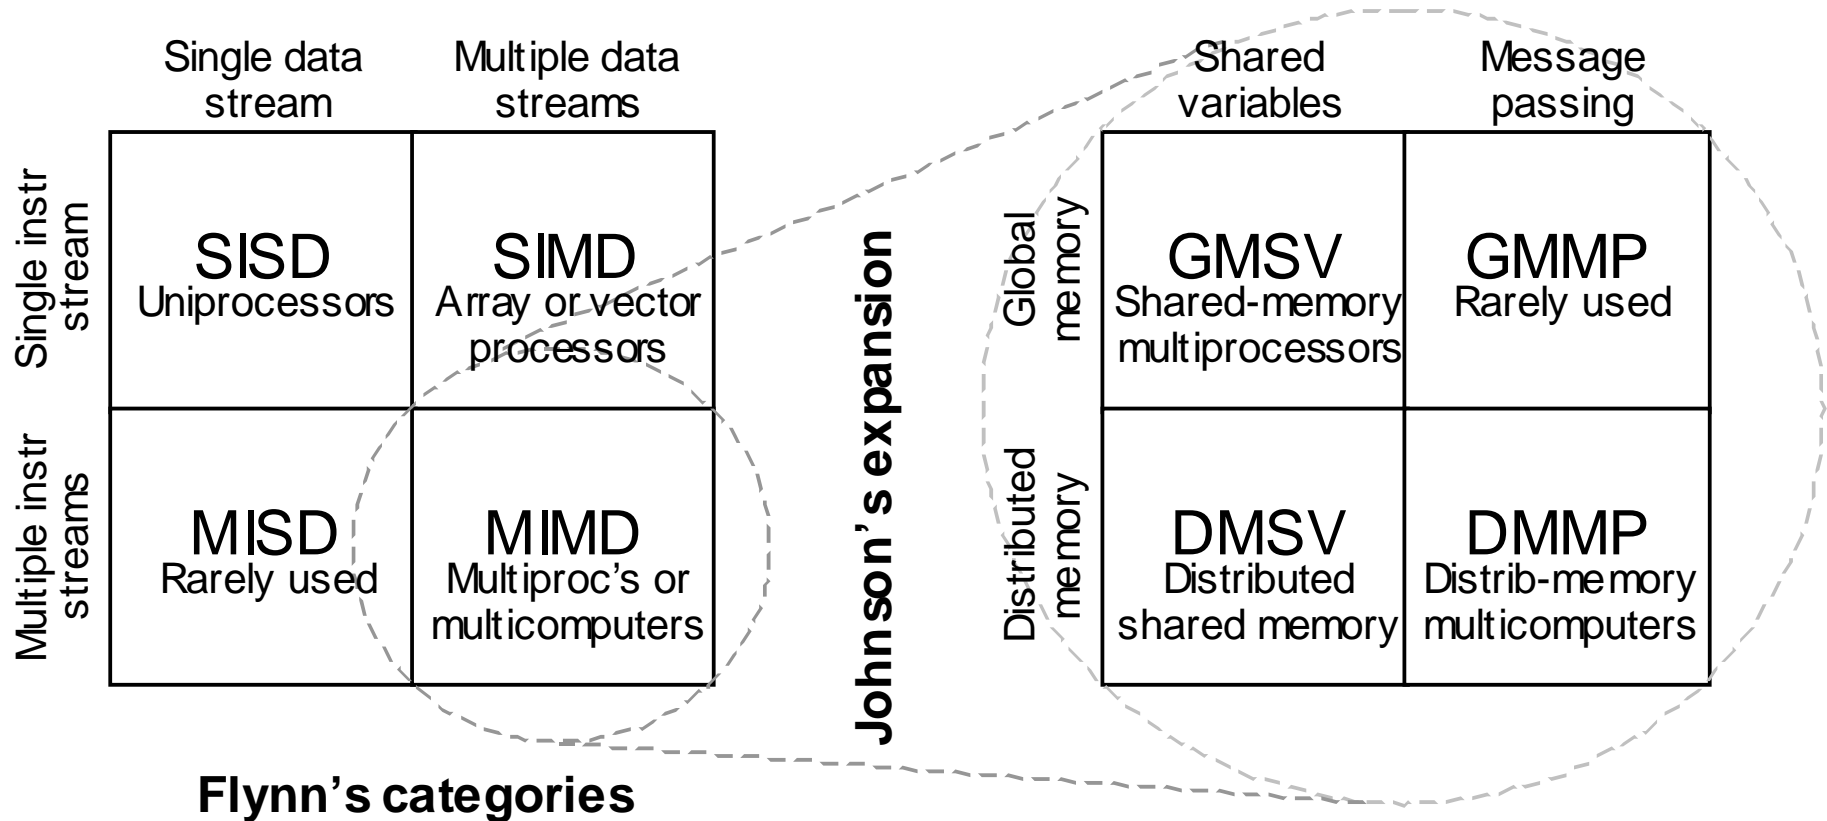 Single data
stream
Multiple data
streams
Single instr
stream
Multiple instr
streams
SISD
Uniprocessors
SIMD
Array or vector
processors
MISD
Rarely used
MIMD
Multiproc's or
multicomputers
Flynn's categories
Johnson's expansion
Shared
variables
Message
passing
Global
memory
Distributed
memory
GMSV
Shared-memory
multiprocessors
GMMP
Rarely used
DMSV
Distributed
shared memory
DMMP
Distrib-memory
multicomputers